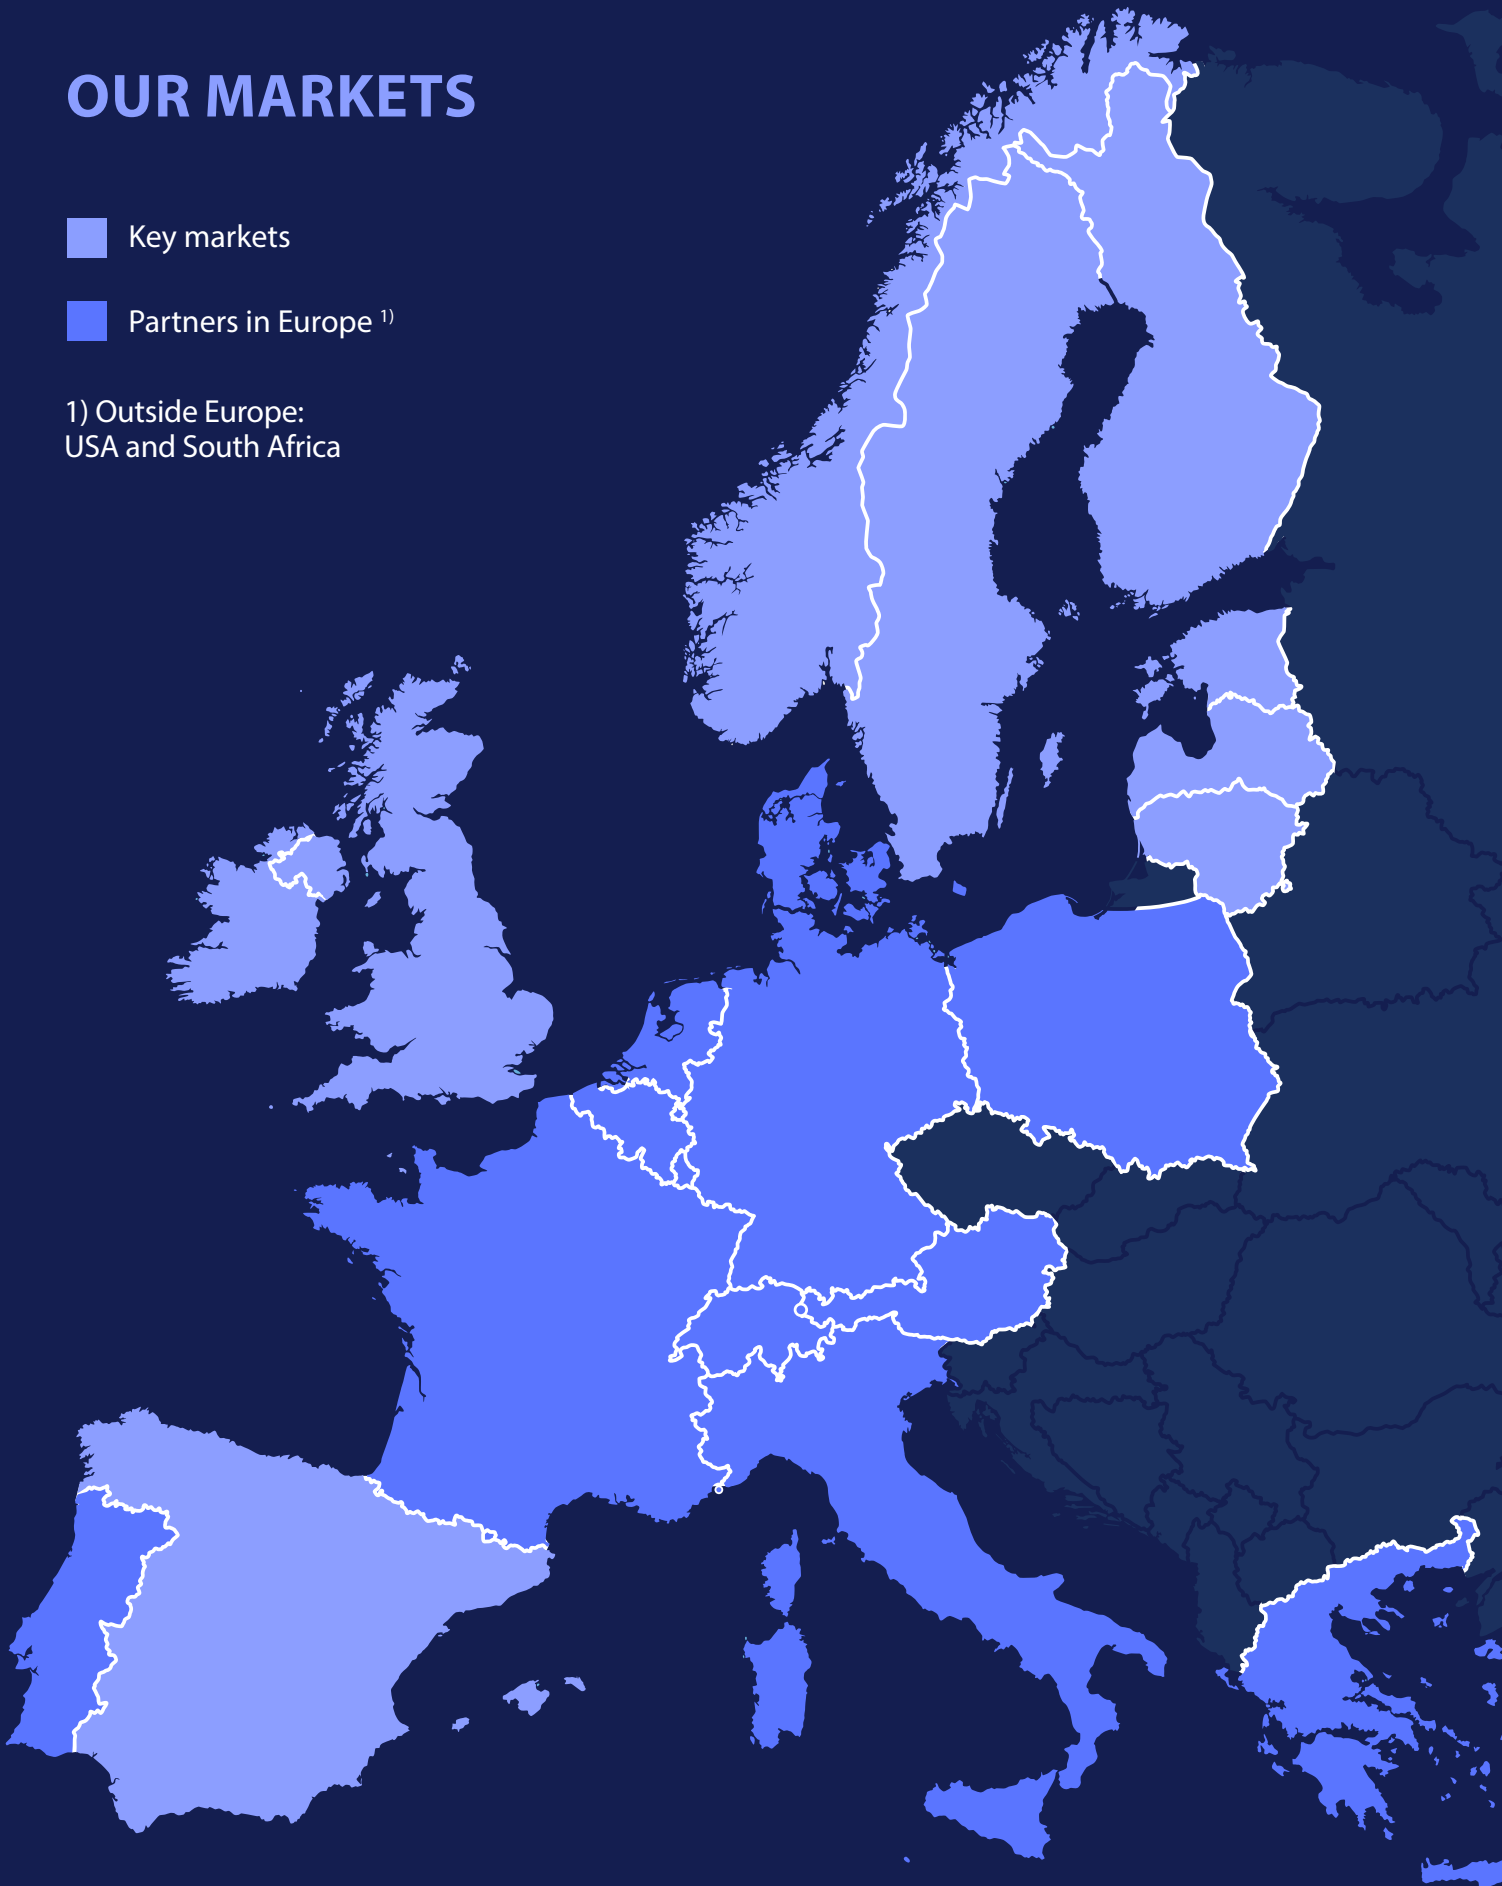 OUR MARKETS
Key markets
Partners in Europe 1)
1) Outside Europe:
USA and South Africa